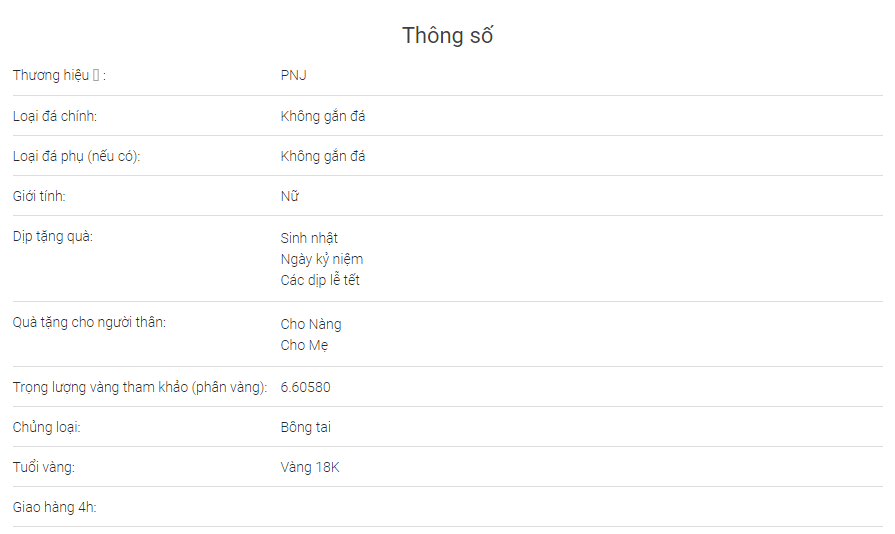 Thông số
Thương hiệu ▯ : PNJ
Loại đá chính: Không gắn đá
Loại đá phụ (nếu có): Không gắn đá
Giới tính: Nữ
Dịp tặng quà: Sinh nhật
Ngày kỷ niệm
Các dịp lễ tết
Quà tặng cho người thân: Cho Nàng
Cho Mẹ
Trọng lượng vàng tham khảo (phân vàng): 6.60580
Chủng loại: Bông tai
Tuổi vàng: Vàng 18K
Giao hàng 4h: